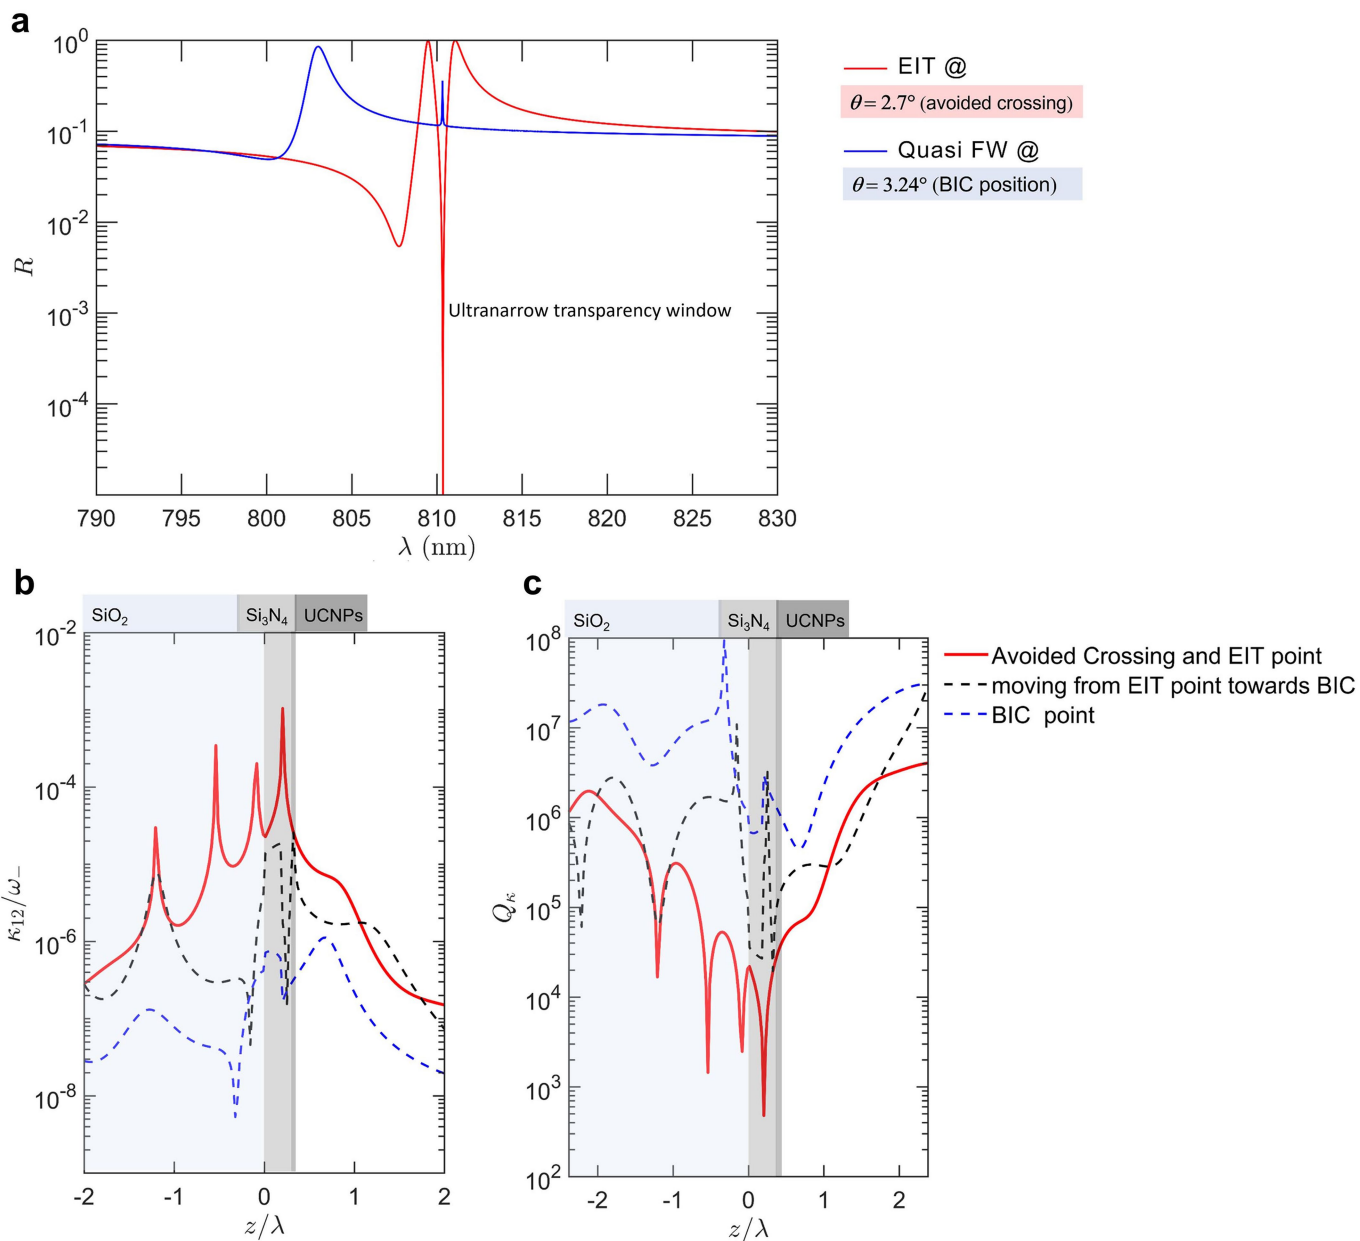 a
10^0
10^-1
10^-2
10^-3
10^-4
R
Ultranarrow transparency window
790 795 800 805 810 815 820 825 830
λ (nm)
EIT @
θ = 2.7° (avoided crossing)
Quasi FW @
θ = 3.24° (BIC position)
b
SiO₂ Si₃N₄ UCNPs
10^-2
10^-4
10^-6
10^-8
κ₁₂/ω₋
-2 -1 0 1 2
z/λ
c
SiO₂ Si₃N₄ UCNPs
10^8
10^7
10^6
10^5
10^4
10^3
10^2
Q_κ
-2 -1 0 1 2
z/λ
Avoided Crossing and EIT point
moving from EIT point towards BIC
BIC point